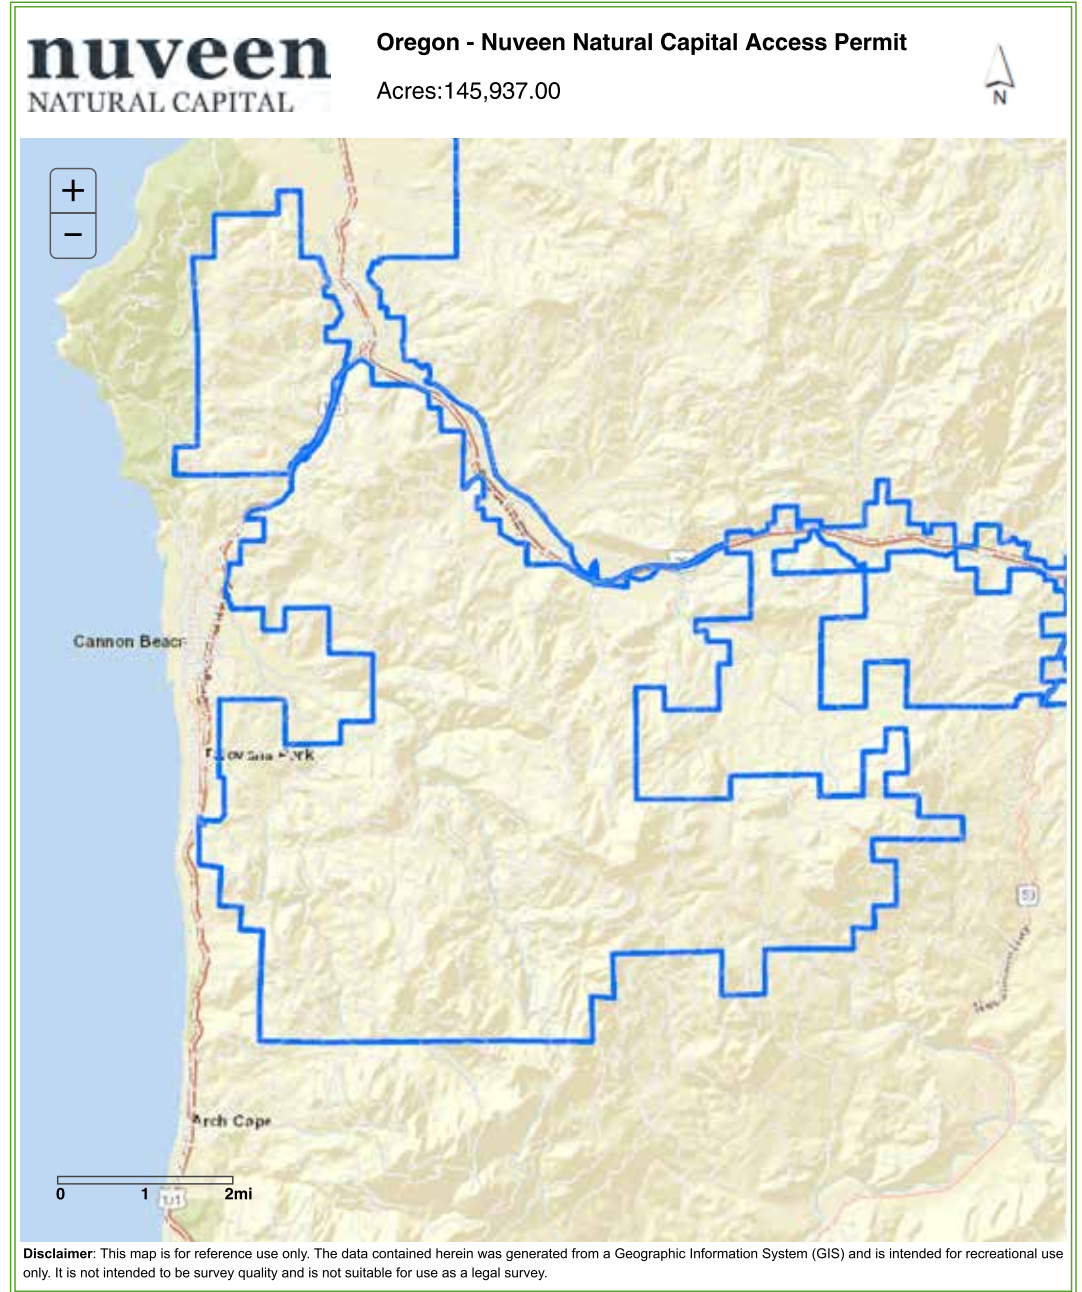 nuveen
NATURAL CAPITAL
Oregon - Nuveen Natural Capital Access Permit
Acres:145,937.00
N
+
−
Cannon Beach
53
Arch Cape
0 1 2mi
101
Disclaimer: This map is for reference use only. The data contained herein was generated from a Geographic Information System (GIS) and is intended for recreational use
only. It is not intended to be survey quality and is not suitable for use as a legal survey.